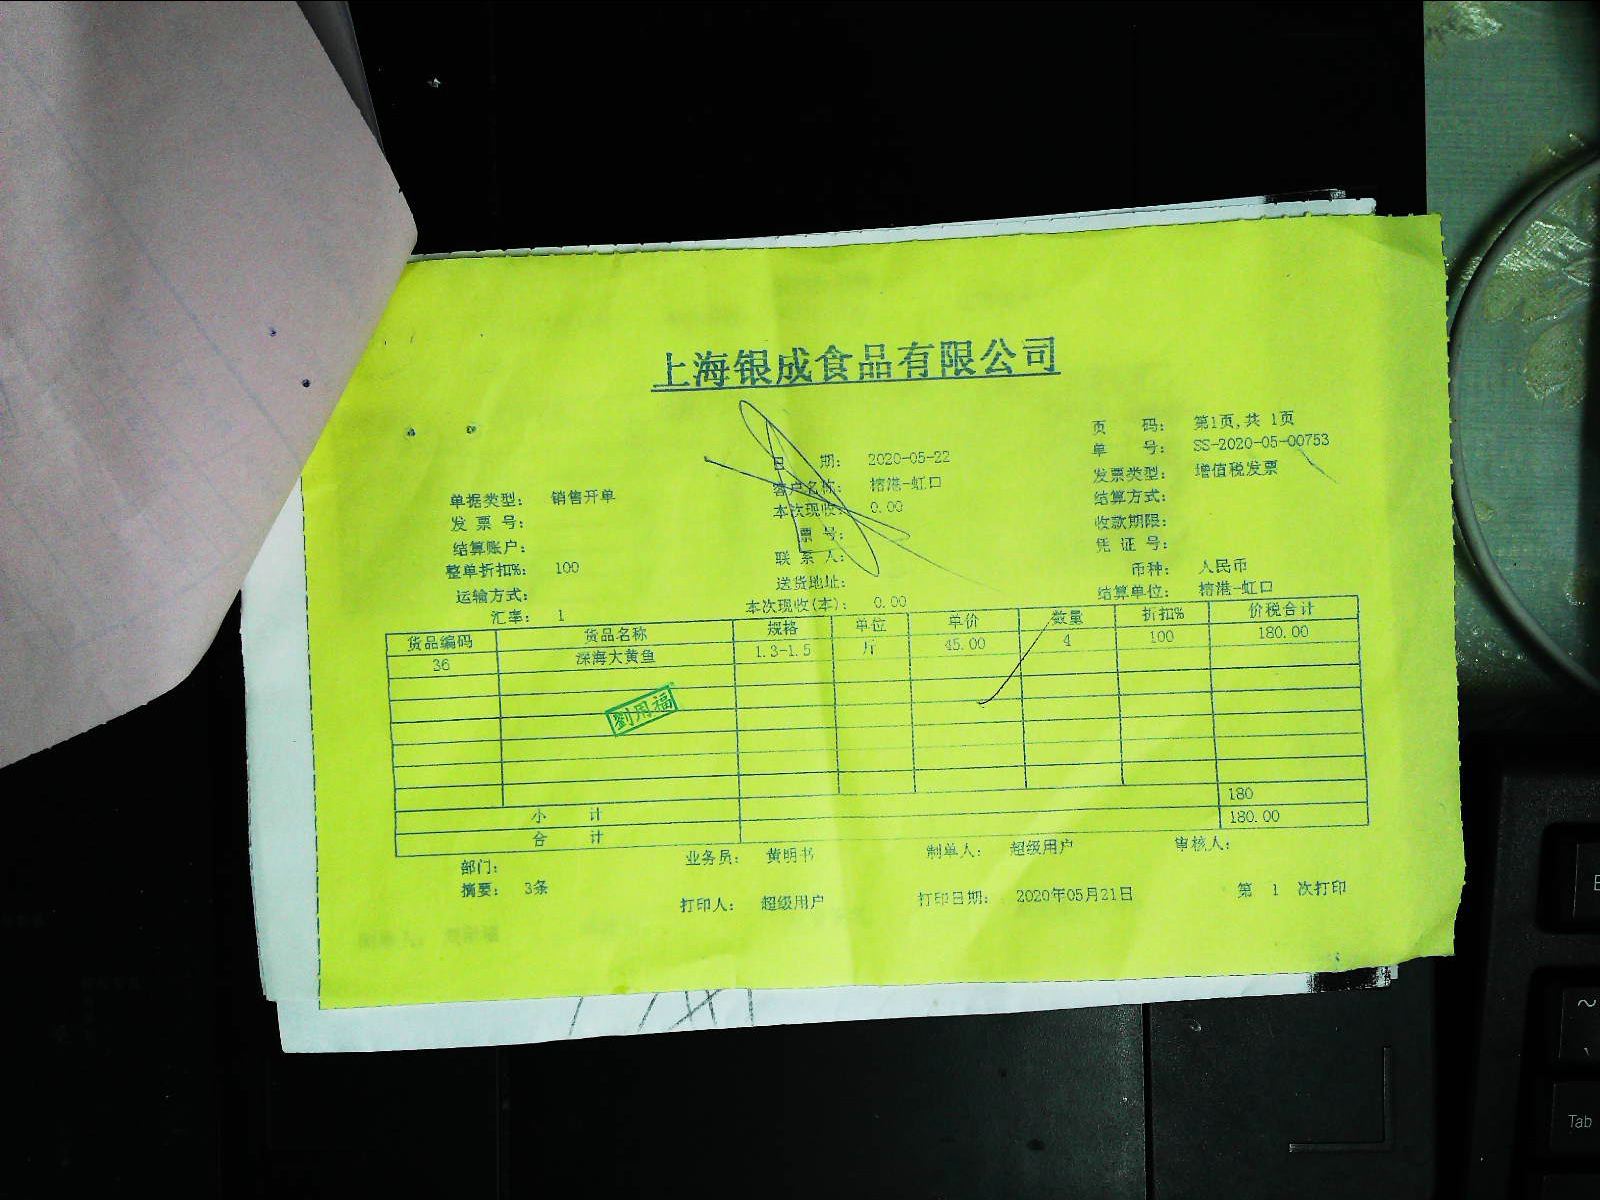 上海银成食品有限公司
页 码: 第1页,共 1页
单 号: SS-2020-05-00753
日 期: 2020-05-22
发票类型: 增值税发票
单据类型: 销售开单
客户名称: 榕港-虹口
结算方式:
发 票 号:
本次现收: 0.00
收款期限:
结算账户:
票号:
凭 证 号:
整单折扣%: 100
联 系 人:
币种: 人民币
运输方式:
送货地址:
结算单位: 榕港-虹口
汇率: 1
本次现收(本): 0.00
货品编码 货品名称 规格 单位 单价 数量 折扣% 价税合计
36 深海大黄鱼 1.3-1.5 斤 45.00 4 100 180.00
劉用福
小 计 180
合 计 180.00
部门: 业务员: 黄明书 制单人: 超级用户 审核人:
摘要: 3条
打印人: 超级用户 打印日期: 2020年05月21日 第 1 次打印
Tab